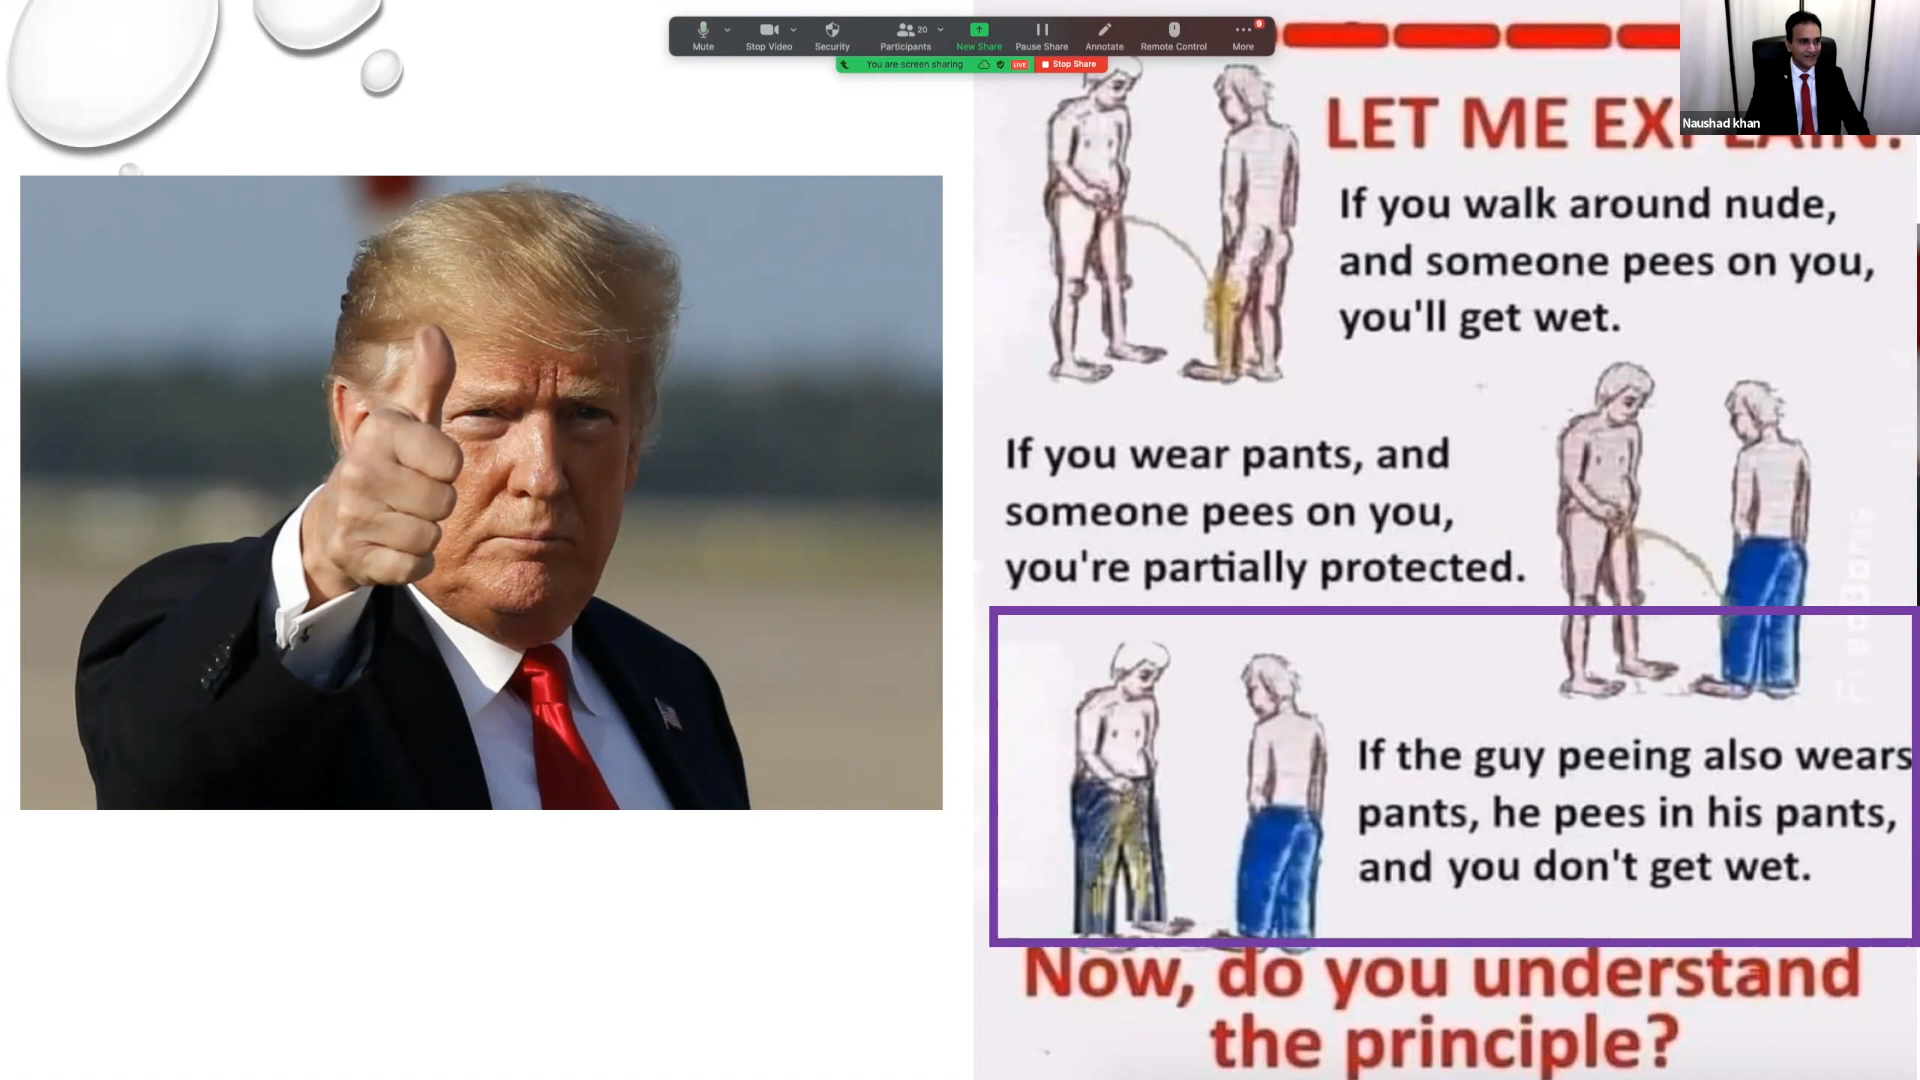 Mute
Stop Video
Security
Participants
20
New Share
Pause Share
Annotate
Remote Control
More
9
You are screen sharing
LIVE
Stop Share
Naushad khan
LET ME
If you walk around nude,
and someone pees on you,
you'll get wet.
If you wear pants, and
someone pees on you,
you're partially protected.
If the guy peeing also wears
pants, he pees in his pants,
and you don't get wet.
Now, do you understand
the principle?